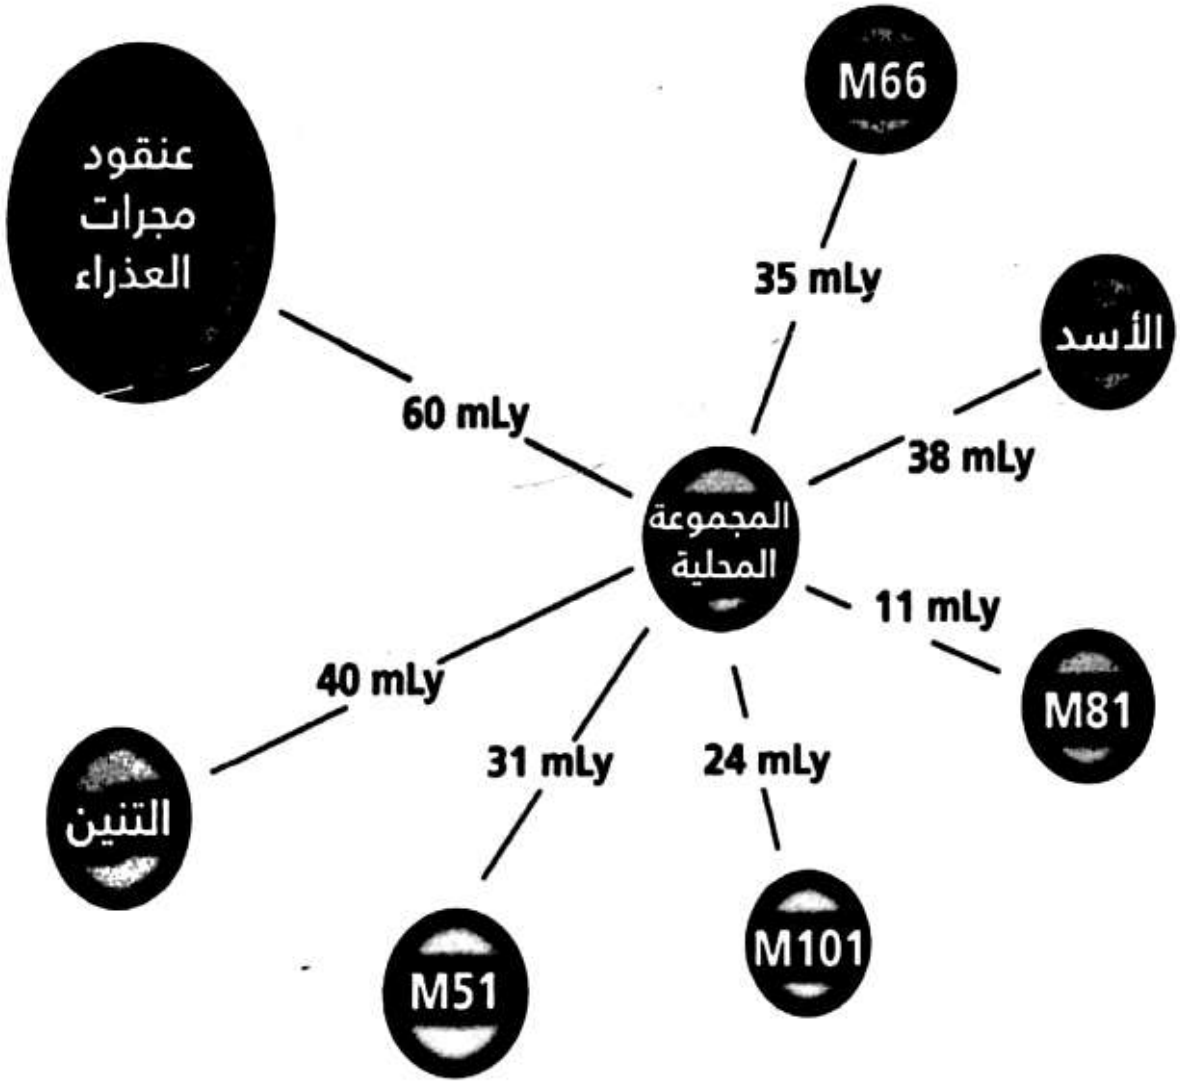 M66
عنقود
مجرات
العذراء
35 mLy
الأسد
60 mLy
38 mLy
المجموعة
المحلية
11 mLy
40 mLy
M81
31 mLy
24 mLy
التنين
M101
M51